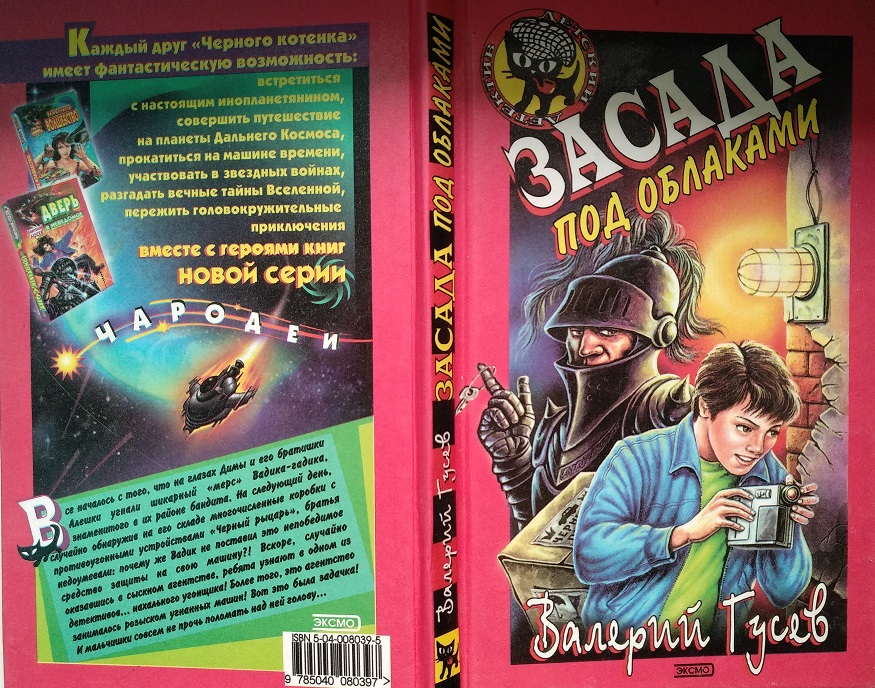 Каждый друг «Черного котенка»
имеет фантастическую возможность:
встретиться
с настоящим инопланетянином,
совершить путешествие
на планеты Дальнего Космоса,
прокатиться на машине времени,
участвовать в звездных войнах,
разгадать вечные тайны Вселенной,
пережить головокружительные
приключения
вместе с героями книг
новой серии
ЧАРОДЕИ
ДВЕРЬ
Все началось с того, что на глазах Димы и его братишки
Алешки угнали шикарный «мерс» Вадика-гадика,
знаменитого в их районе бандита. На следующий день,
случайно обнаружив на его складе многочисленные коробки с
противоугонными устройствами «Черный рыцарь», братья
недоумевали: почему же Вадик не поставил это непобедимое
средство защиты на свою машину?! Вскоре, случайно
оказавшись в сыскном агентстве, ребята узнают в одном из
детективов... нахального угонщика! Более того, это агентство
занималось розыском угнанных машин! Вот это была задачка!
И мальчишки совсем не прочь поломать над ней голову...
ЭКСМО
ISBN 5-04-008039-5
9 785040 080397 >
Валерий Гусев ЗАСАДА ПОД ОБЛАКАМИ
ДЕТСКИЙ ДЕТЕКТИВ
ЗАСАДА
ПОД ОБЛАКАМИ
Валерий Гусев
ЭКСМО